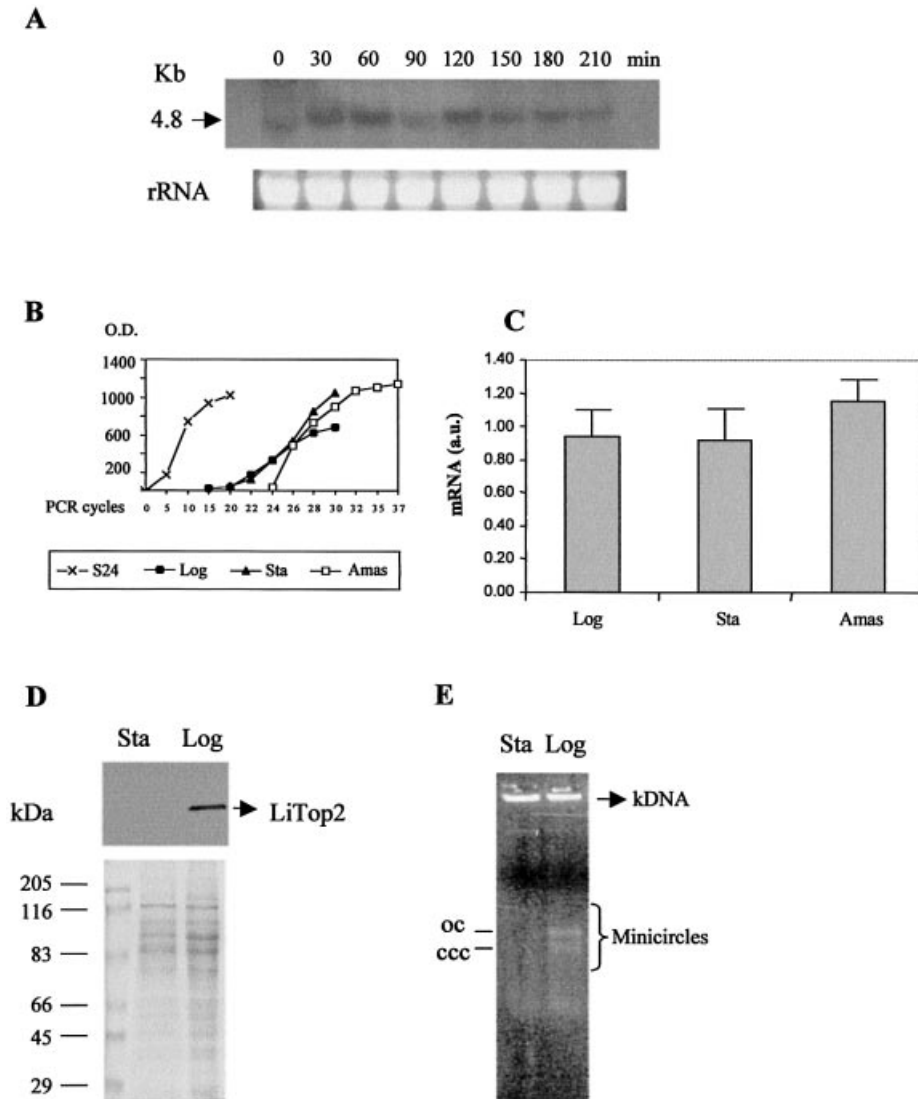 A
0 30 60 90 120 150 180 210 min
Kb
4.8
rRNA
B
O.D.
1400
1000
600
200
PCR cycles
0 5 10 15 20 22 24 26 28 30 32 35 37
S24 Log Sta Amas
C
mRNA (a.u.)
1.40
1.20
1.00
0.80
0.60
0.40
0.20
0.00
Log Sta Amas
D
Sta Log
kDa
LiTop2
205
116
83
66
45
29
E
Sta Log
kDNA
oc
ccc
Minicircles